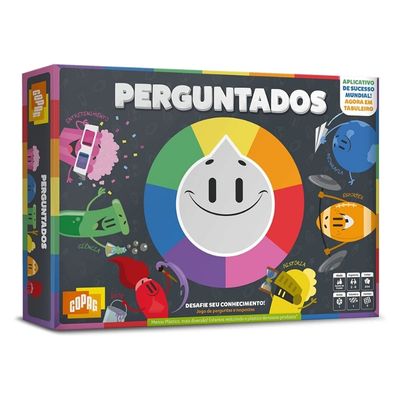 PERGUNTADOS
APLICATIVO
DE SUCESSO
MUNDIAL!
AGORA EM
TABULEIRO
ENTRETENIMENTO
GEOGRAFIA
ESPORTES
CIÊNCIA
HISTÓRIA
DESAFIE SEU CONHECIMENTO!
Jogo de perguntas e respostas
PERGUNTADOS
COPAG